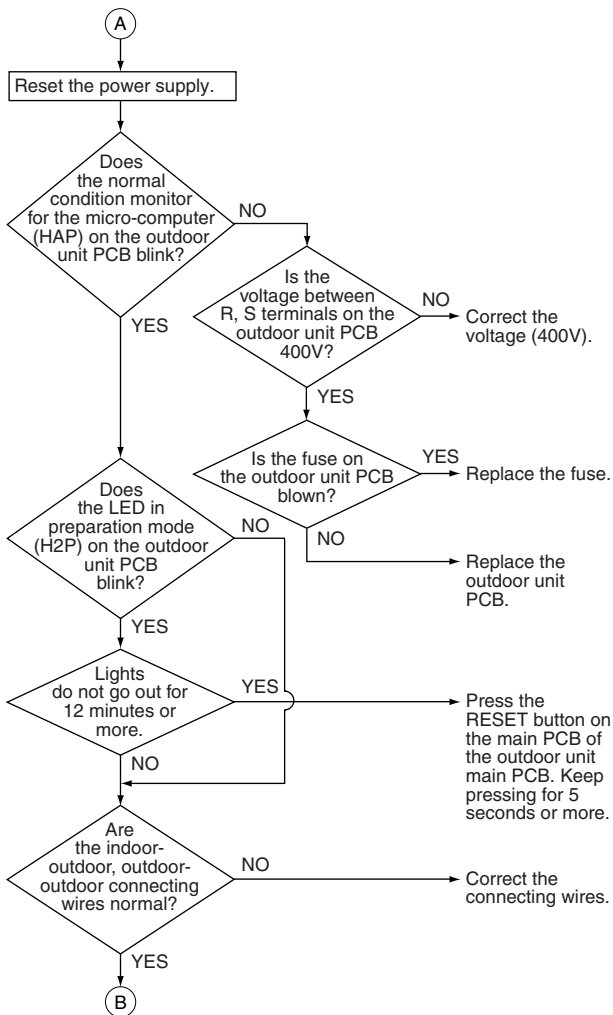 A
Reset the power supply.
Does
the normal
condition monitor
for the micro-computer
(HAP) on the outdoor
unit PCB blink?
NO
YES
Is the
voltage between
R, S terminals on the
outdoor unit PCB
400V?
NO
Correct the
voltage (400V).
YES
Is the fuse on
the outdoor unit PCB
blown?
YES
Replace the fuse.
NO
Replace the
outdoor unit
PCB.
Does
the LED in
preparation mode
(H2P) on the outdoor
unit PCB
blink?
NO
YES
Lights
do not go out for
12 minutes or
more.
YES
Press the
RESET button on
the main PCB of
the outdoor unit
main PCB. Keep
pressing for 5
seconds or more.
NO
Are
the indoor-
outdoor, outdoor-
outdoor connecting
wires normal?
NO
Correct the
connecting wires.
YES
B